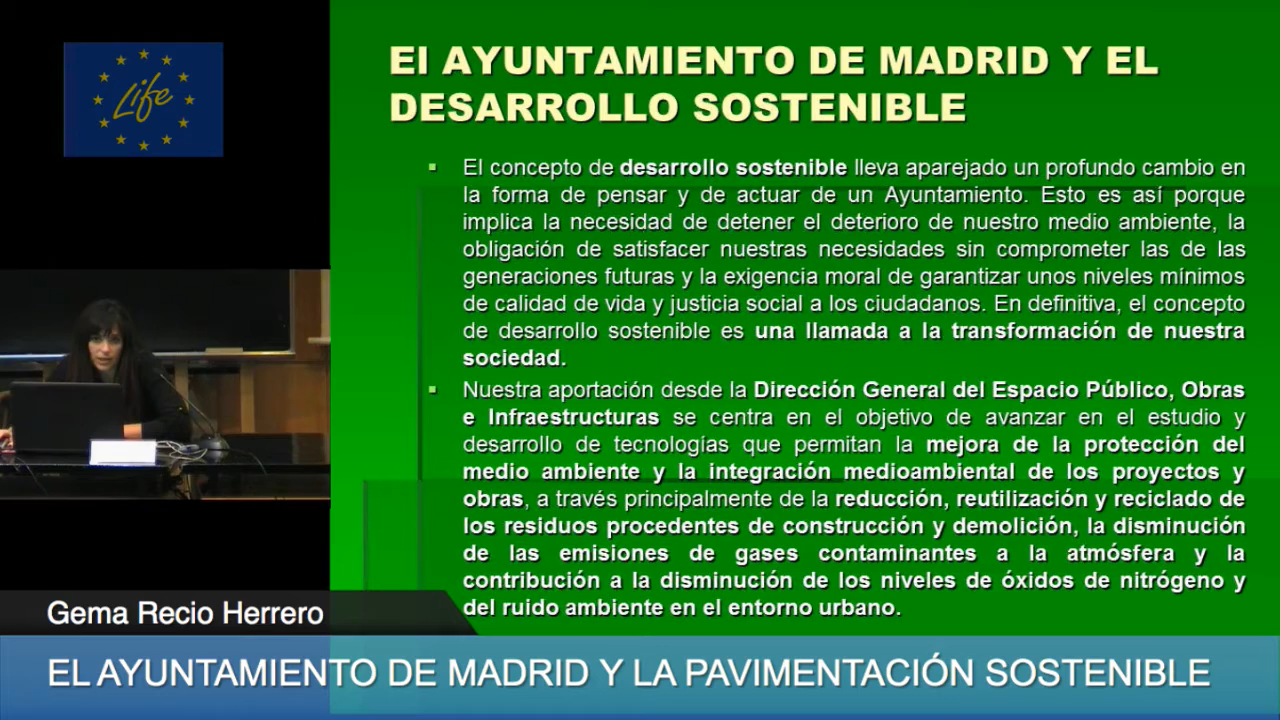 Life
El AYUNTAMIENTO DE MADRID Y EL
DESARROLLO SOSTENIBLE
El concepto de desarrollo sostenible lleva aparejado un profundo cambio en
la forma de pensar y de actuar de un Ayuntamiento. Esto es así porque
implica la necesidad de detener el deterioro de nuestro medio ambiente, la
obligación de satisfacer nuestras necesidades sin comprometer las de las
generaciones futuras y la exigencia moral de garantizar unos niveles mínimos
de calidad de vida y justicia social a los ciudadanos. En definitiva, el concepto
de desarrollo sostenible es una llamada a la transformación de nuestra
sociedad.
Nuestra aportación desde la Dirección General del Espacio Público, Obras
e Infraestructuras se centra en el objetivo de avanzar en el estudio y
desarrollo de tecnologías que permitan la mejora de la protección del
medio ambiente y la integración medioambiental de los proyectos y
obras, a través principalmente de la reducción, reutilización y reciclado de
los residuos procedentes de construcción y demolición, la disminución
de las emisiones de gases contaminantes a la atmósfera y la
contribución a la disminución de los niveles de óxidos de nitrógeno y
del ruido ambiente en el entorno urbano.
Gema Recio Herrero
EL AYUNTAMIENTO DE MADRID Y LA PAVIMENTACIÓN SOSTENIBLE